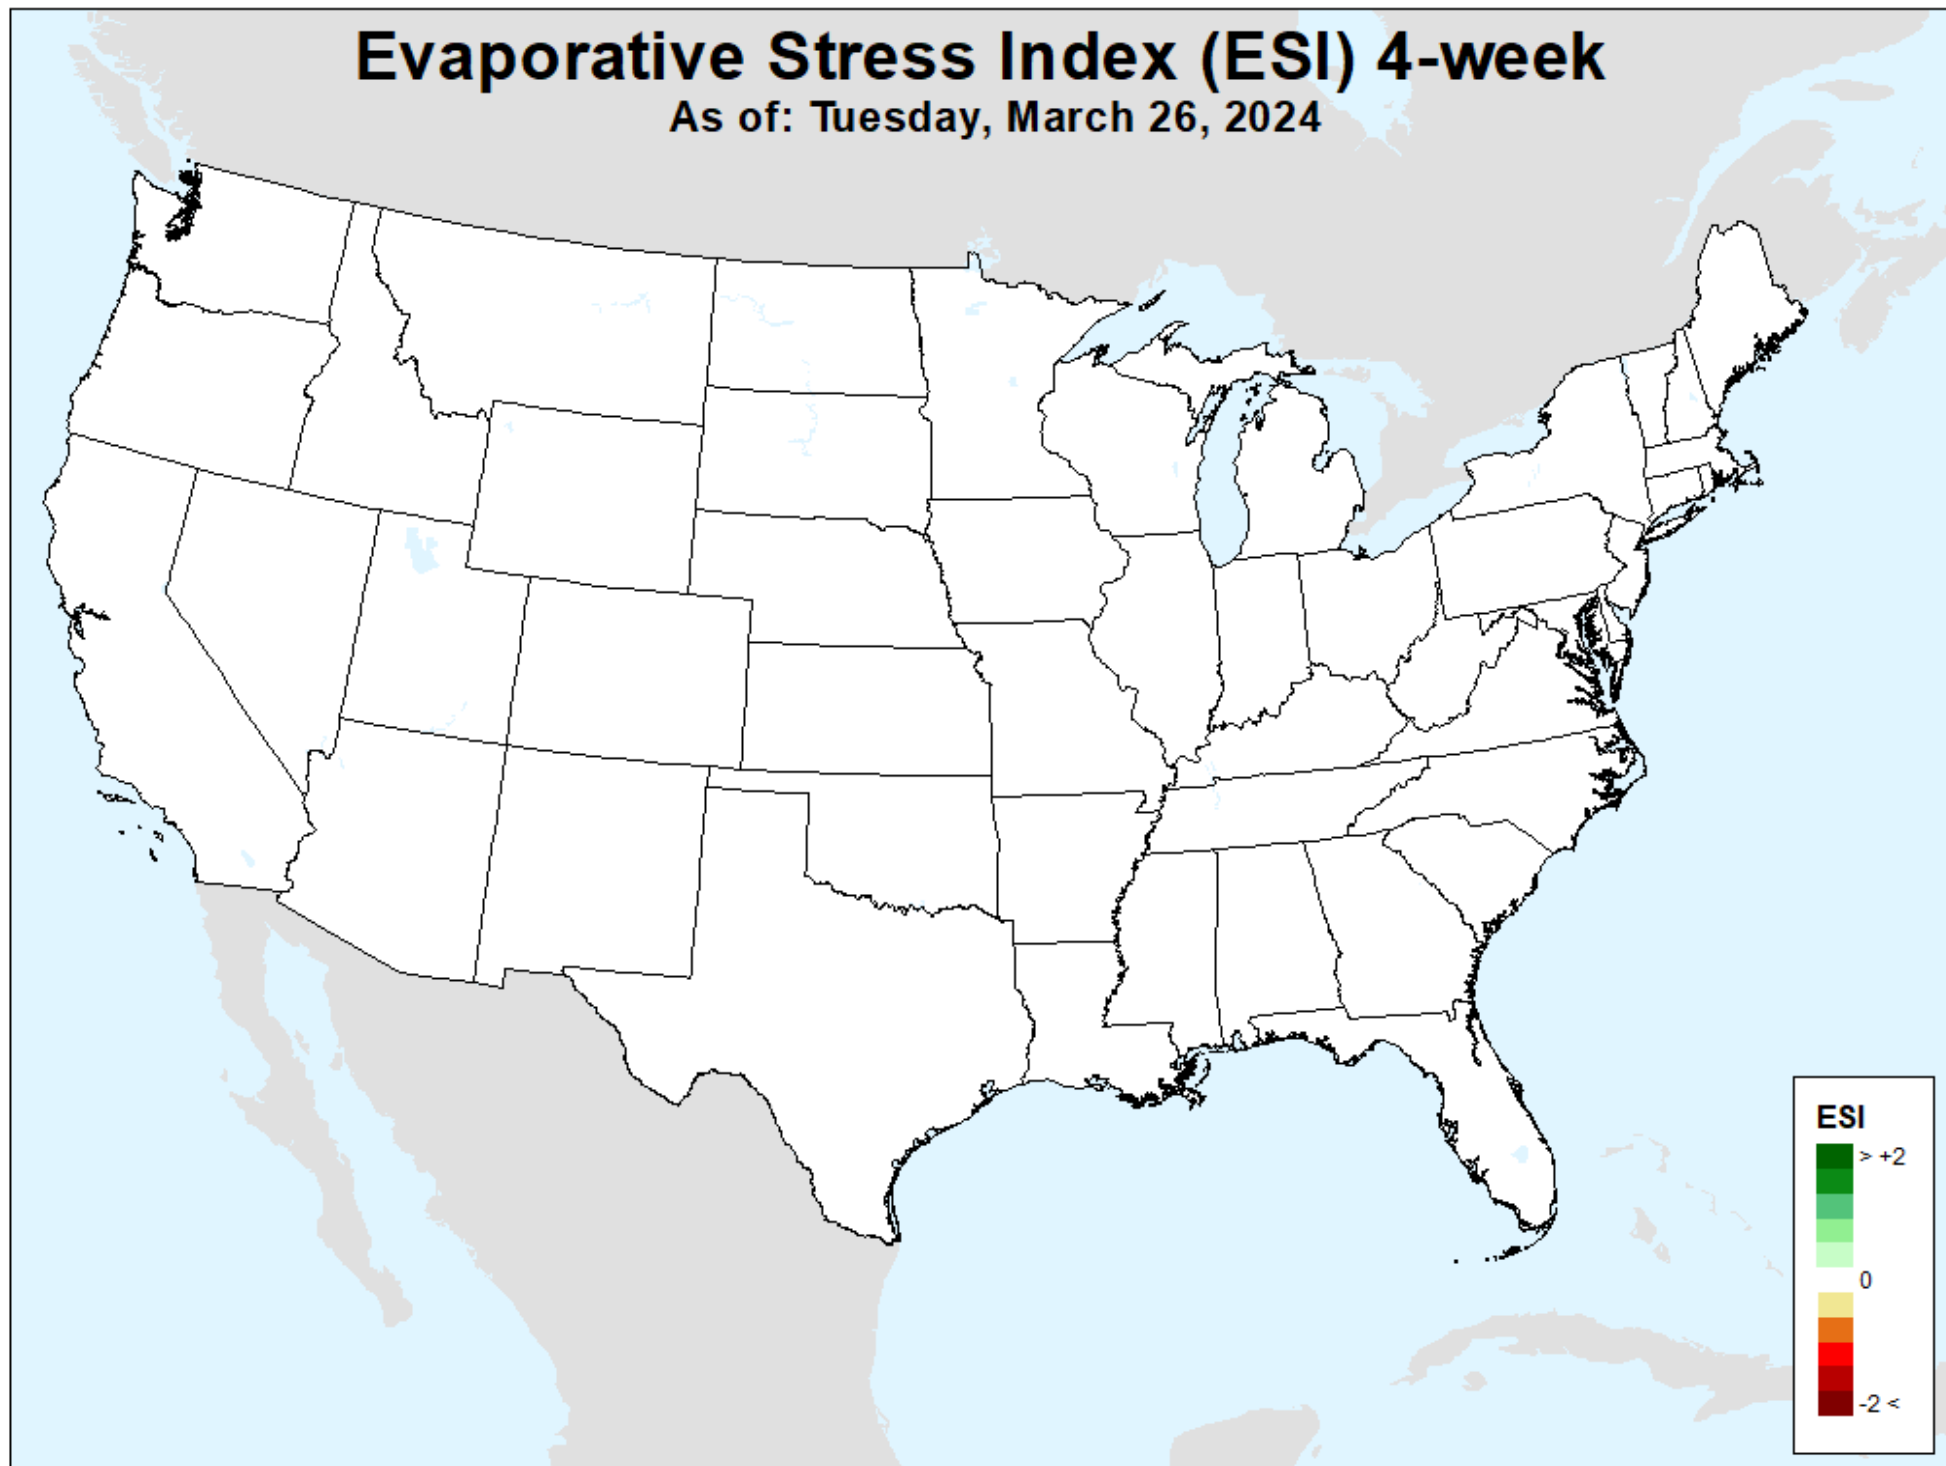 Evaporative Stress Index (ESI) 4-week
As of: Tuesday, March 26, 2024
ESI
> +2
0
-2 <